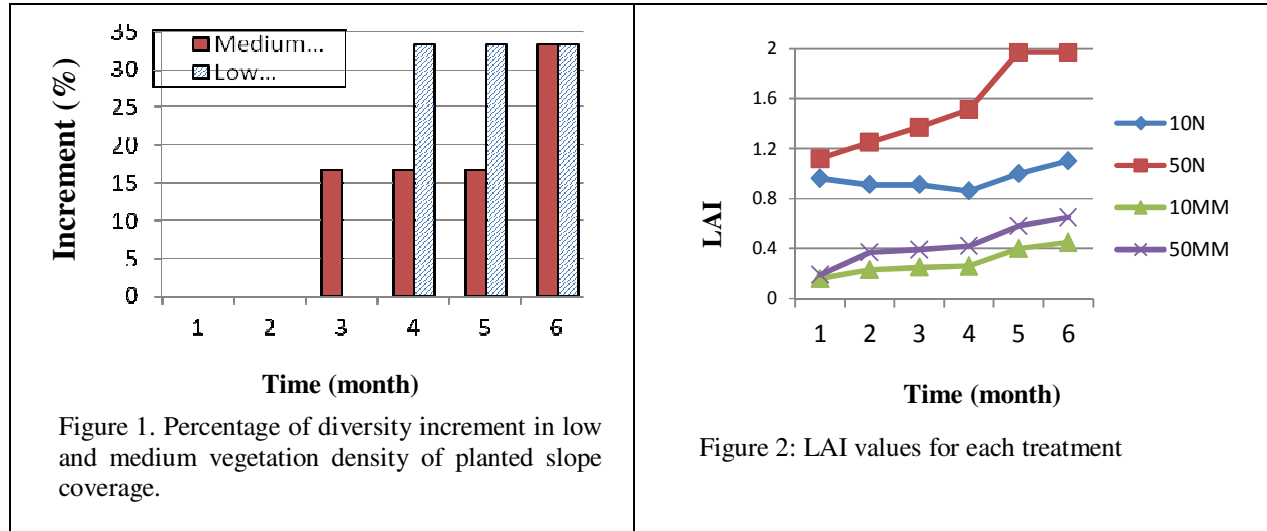 35
30
25
20
15
10
5
0
Increment (%)
Medium...
Low...
1 2 3 4 5 6
Time (month)
Figure 1. Percentage of diversity increment in low
and medium vegetation density of planted slope
coverage.
2
1.6
1.2
0.8
0.4
0
LAI
1 2 3 4 5 6
Time (month)
10N
50N
10MM
50MM
Figure 2: LAI values for each treatment